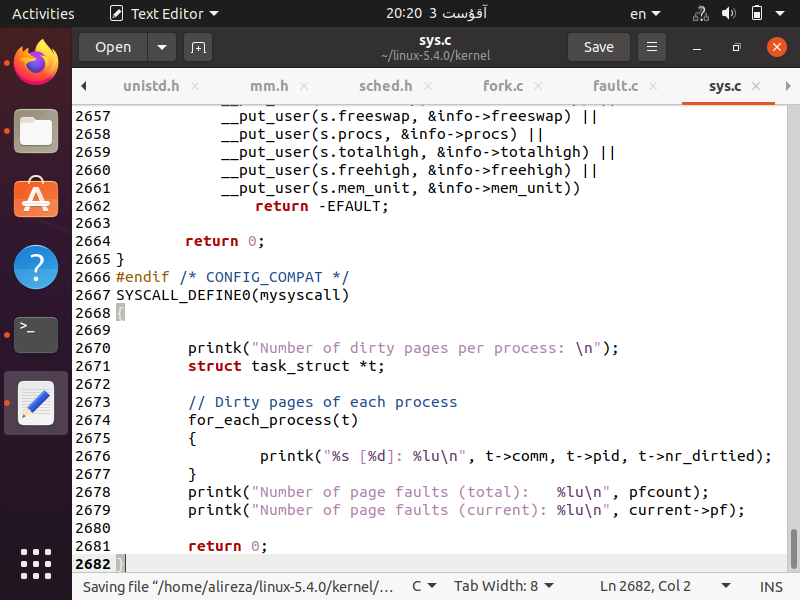 Activities Text Editor 20:20 3 آقؤست en
Open sys.c ~/linux-5.4.0/kernel Save
unistd.h mm.h sched.h fork.c fault.c sys.c
2657 __put_user(s.freeswap, &info->freeswap) ||
2658 __put_user(s.procs, &info->procs) ||
2659 __put_user(s.totalhigh, &info->totalhigh) ||
2660 __put_user(s.freehigh, &info->freehigh) ||
2661 __put_user(s.mem_unit, &info->mem_unit))
2662 return -EFAULT;
2663
2664 return 0;
2665 }
2666 #endif /* CONFIG_COMPAT */
2667 SYSCALL_DEFINE0(mysyscall)
2668 {
2669
2670 printk("Number of dirty pages per process: \n");
2671 struct task_struct *t;
2672
2673 // Dirty pages of each process
2674 for_each_process(t)
2675 {
2676 printk("%s [%d]: %lu\n", t->comm, t->pid, t->nr_dirtied);
2677 }
2678 printk("Number of page faults (total):   %lu\n", pfcount);
2679 printk("Number of page faults (current): %lu\n", current->pf);
2680
2681 return 0;
2682 }
Saving file “/home/alireza/linux-5.4.0/kernel/… C Tab Width: 8 Ln 2682, Col 2 INS